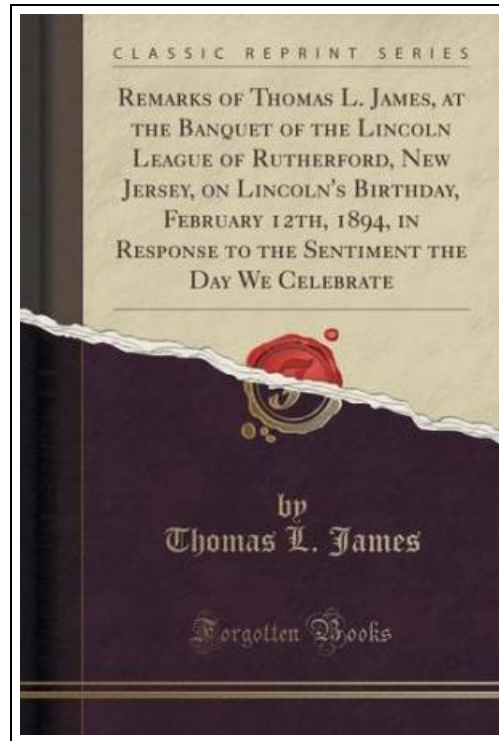 CLASSIC REPRINT SERIES
REMARKS OF THOMAS L. JAMES, AT
THE BANQUET OF THE LINCOLN
LEAGUE OF RUTHERFORD, NEW
JERSEY, ON LINCOLN'S BIRTHDAY,
FEBRUARY 12TH, 1894, IN
RESPONSE TO THE SENTIMENT THE
DAY WE CELEBRATE
by
Thomas L. James
Forgotten Books